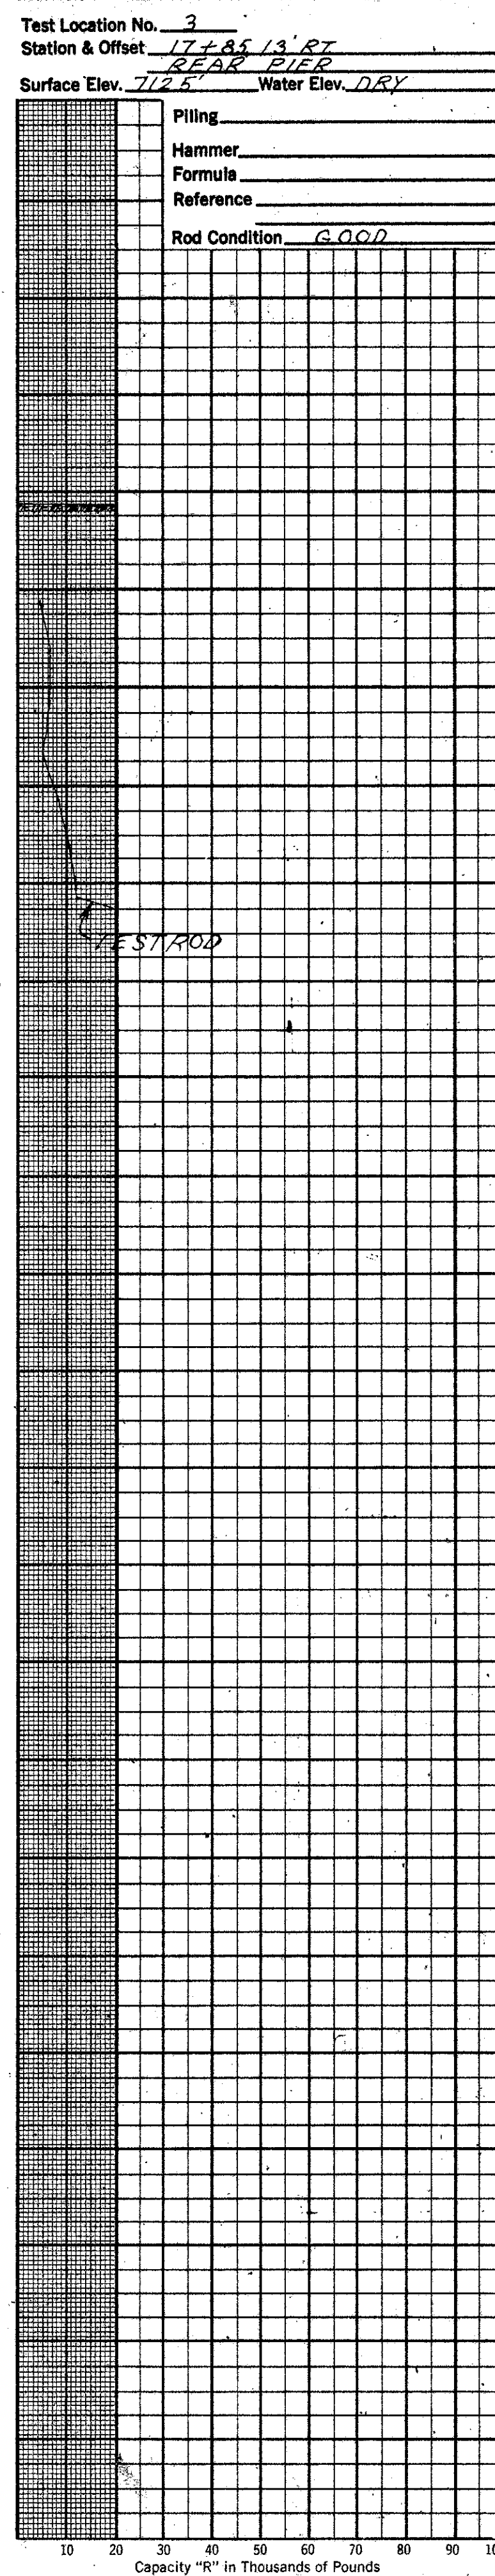 Test Location No. 3
Station & Offset 17+85, 13' RT
REAR PIER
Surface Elev. 712.5' Water Elev. DRY
Piling
Hammer
Formula
Reference
Rod Condition GOOD
TEST ROD
10 20 30 40 50 60 70 80 90
Capacity "R" in Thousands of Pounds